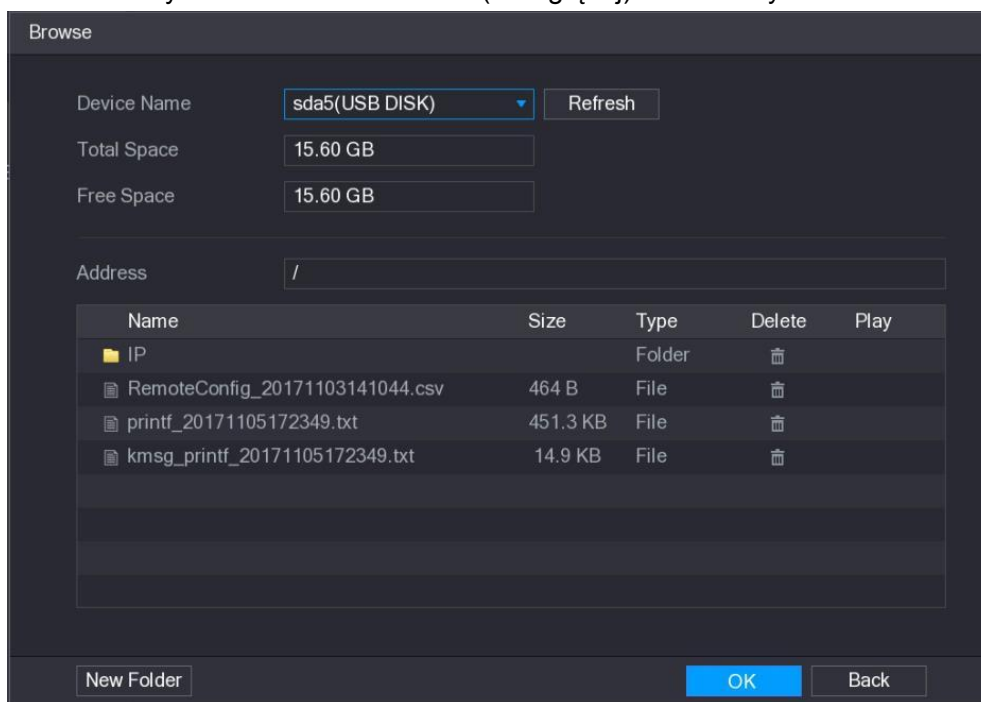 Browse
Device Name sda5(USB DISK) Refresh
Total Space 15.60 GB
Free Space 15.60 GB
Address /
Name Size Type Delete Play
IP Folder
RemoteConfig_20171103141044.csv 464 B File
printf_20171105172349.txt 451.3 KB File
kmsg_printf_20171105172349.txt 14.9 KB File
New Folder OK Back